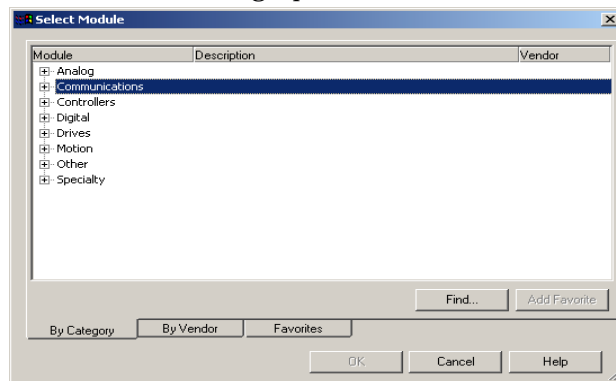 Select Module
Module Description Vendor
Analog
Communications
Controllers
Digital
Drives
Motion
Other
Specialty
Find... Add Favorite
By Category By Vendor Favorites
OK Cancel Help